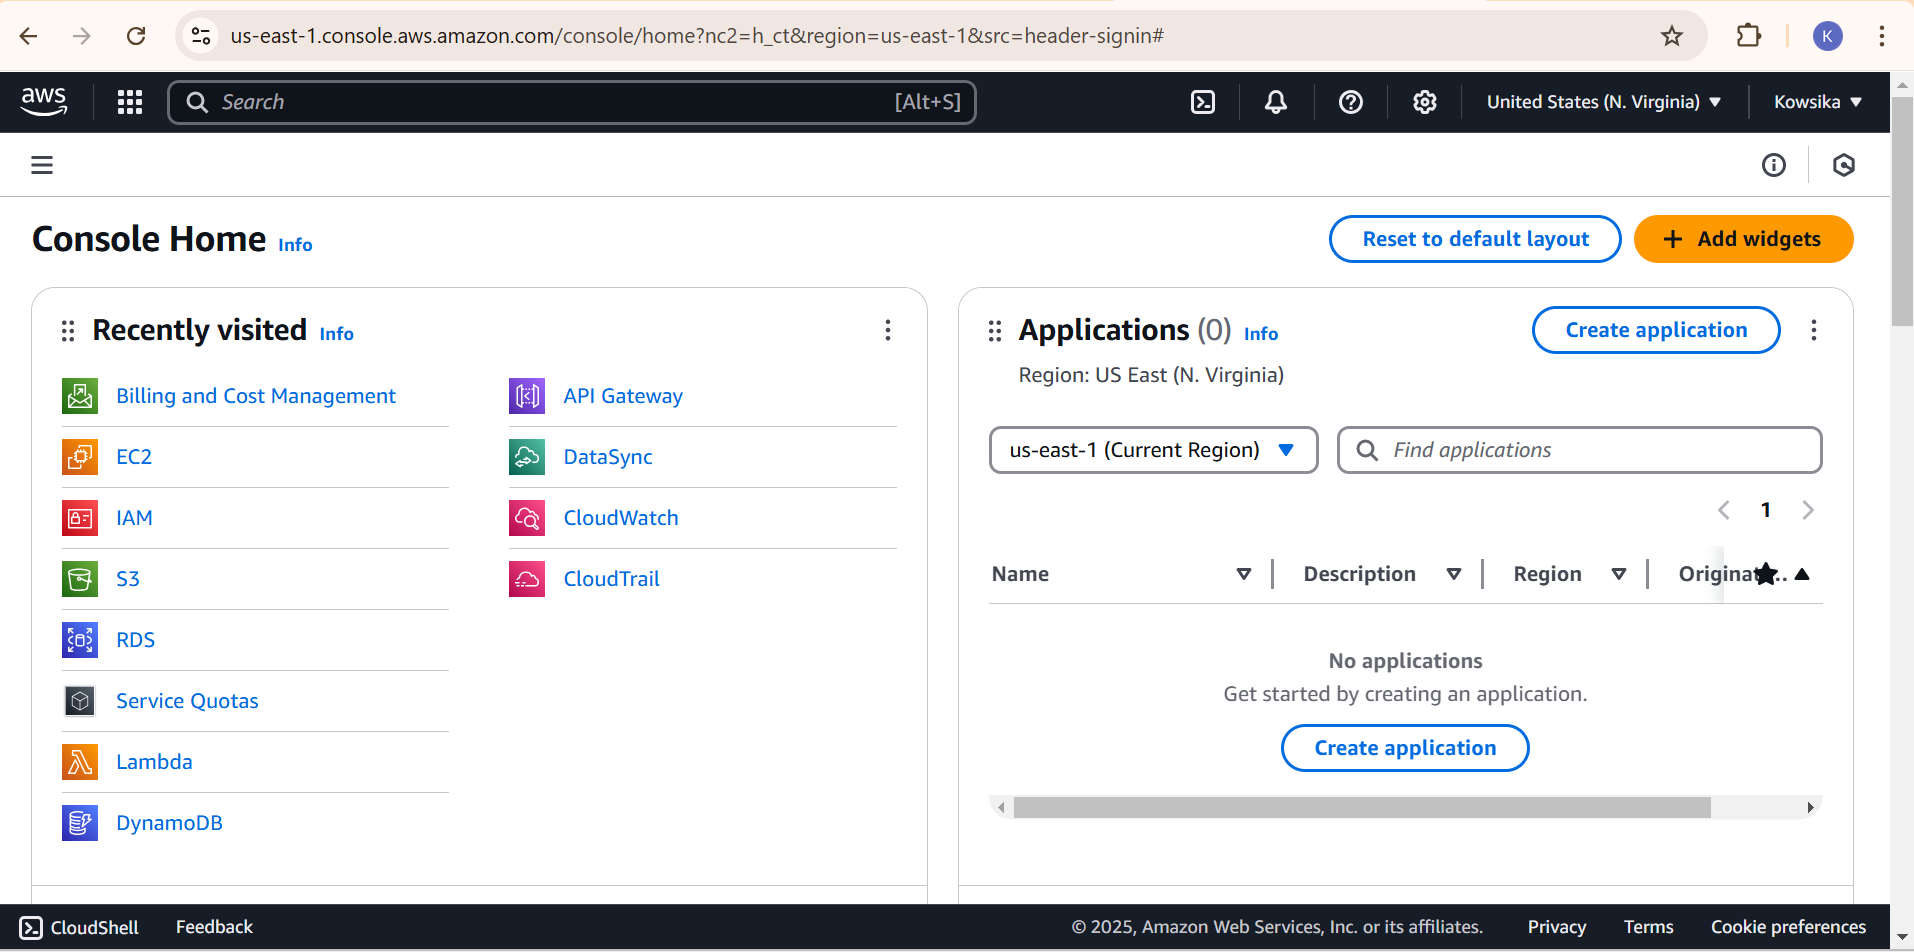 us-east-1.console.aws.amazon.com/console/home?nc2=h_ct&region=us-east-1&src=header-signin#
K
aws
Search
[Alt+S]
United States (N. Virginia)
Kowsika
Console Home Info
Reset to default layout
+ Add widgets
Recently visited Info
Billing and Cost Management
EC2
IAM
S3
RDS
Service Quotas
Lambda
DynamoDB
API Gateway
DataSync
CloudWatch
CloudTrail
Applications (0) Info
Create application
Region: US East (N. Virginia)
us-east-1 (Current Region)
Find applications
1
Name
Description
Region
Originat...
No applications
Get started by creating an application.
Create application
CloudShell
Feedback
© 2025, Amazon Web Services, Inc. or its affiliates.
Privacy
Terms
Cookie preferences